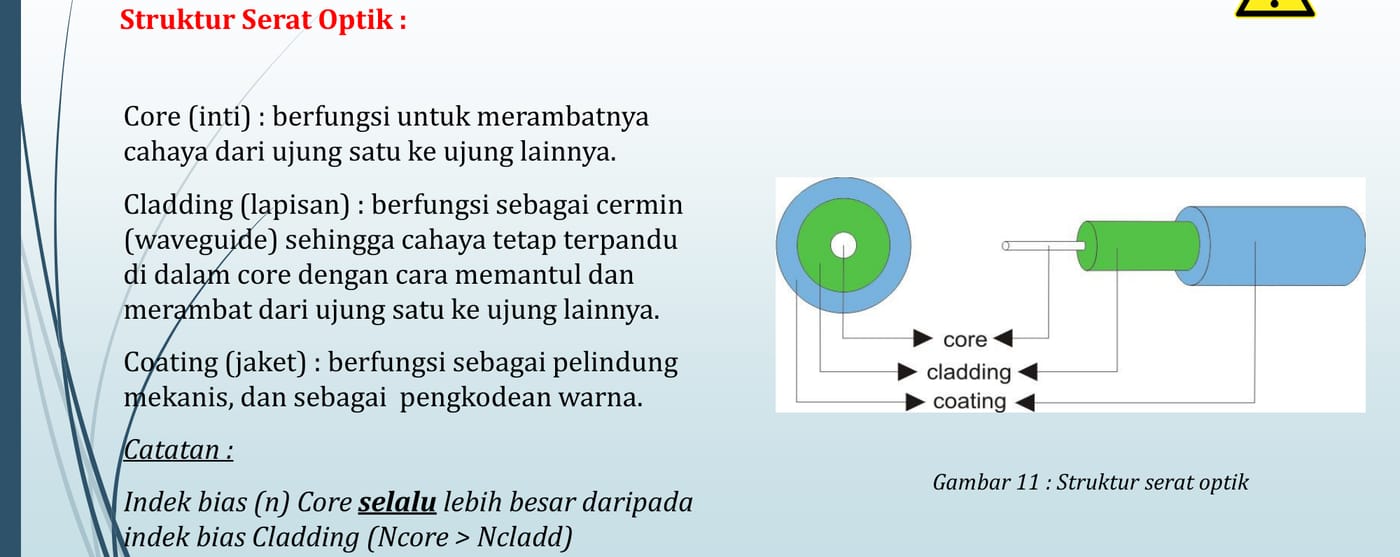 Struktur Serat Optik :
Core (inti) : berfungsi untuk merambatnya
cahaya dari ujung satu ke ujung lainnya.
Cladding (lapisan) : berfungsi sebagai cermin
(waveguide) sehingga cahaya tetap terpandu
di dalam core dengan cara memantul dan
merambat dari ujung satu ke ujung lainnya.
Coating (jaket) : berfungsi sebagai pelindung
mekanis, dan sebagai pengkodean warna.
Catatan :
Indek bias (n) Core selalu lebih besar daripada
indek bias Cladding (Ncore > Ncladd)
core
cladding
coating
Gambar 11 : Struktur serat optik